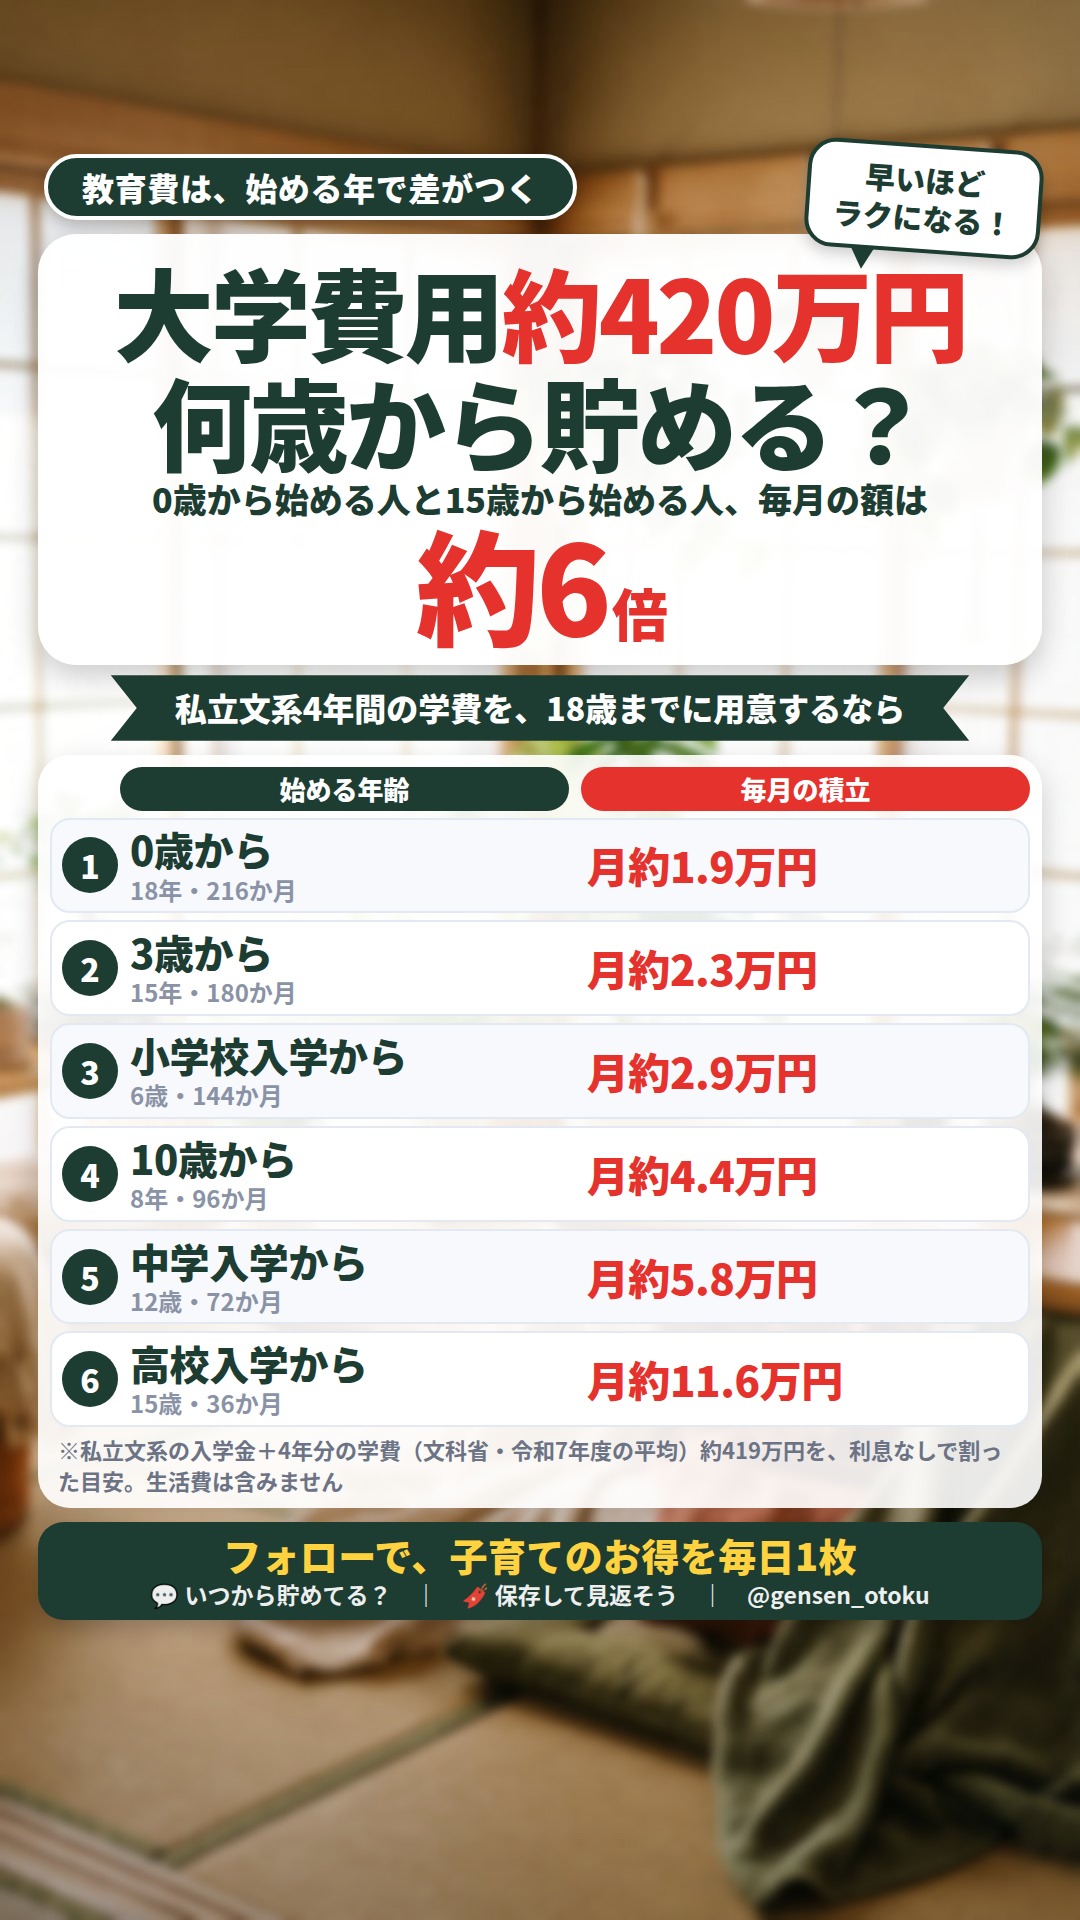 教育費は、始める年で差がつく
早いほど
ラクになる！
大学費用約420万円
何歳から貯める？
0歳から始める人と15歳から始める人、毎月の額は
約6倍
私立文系4年間の学費を、18歳までに用意するなら
始める年齢 毎月の積立
1 0歳から 月約1.9万円
18年・216か月
2 3歳から 月約2.3万円
15年・180か月
3 小学校入学から 月約2.9万円
6歳・144か月
4 10歳から 月約4.4万円
8年・96か月
5 中学入学から 月約5.8万円
12歳・72か月
6 高校入学から 月約11.6万円
15歳・36か月
※私立文系の入学金＋4年分の学費（文科省・令和7年度の平均）約419万円を、利息なしで割っ
た目安。生活費は含みません
フォローで、子育てのお得を毎日1枚
💬 いつから貯めてる？ ｜ 保存して見返そう ｜ @gensen_otoku